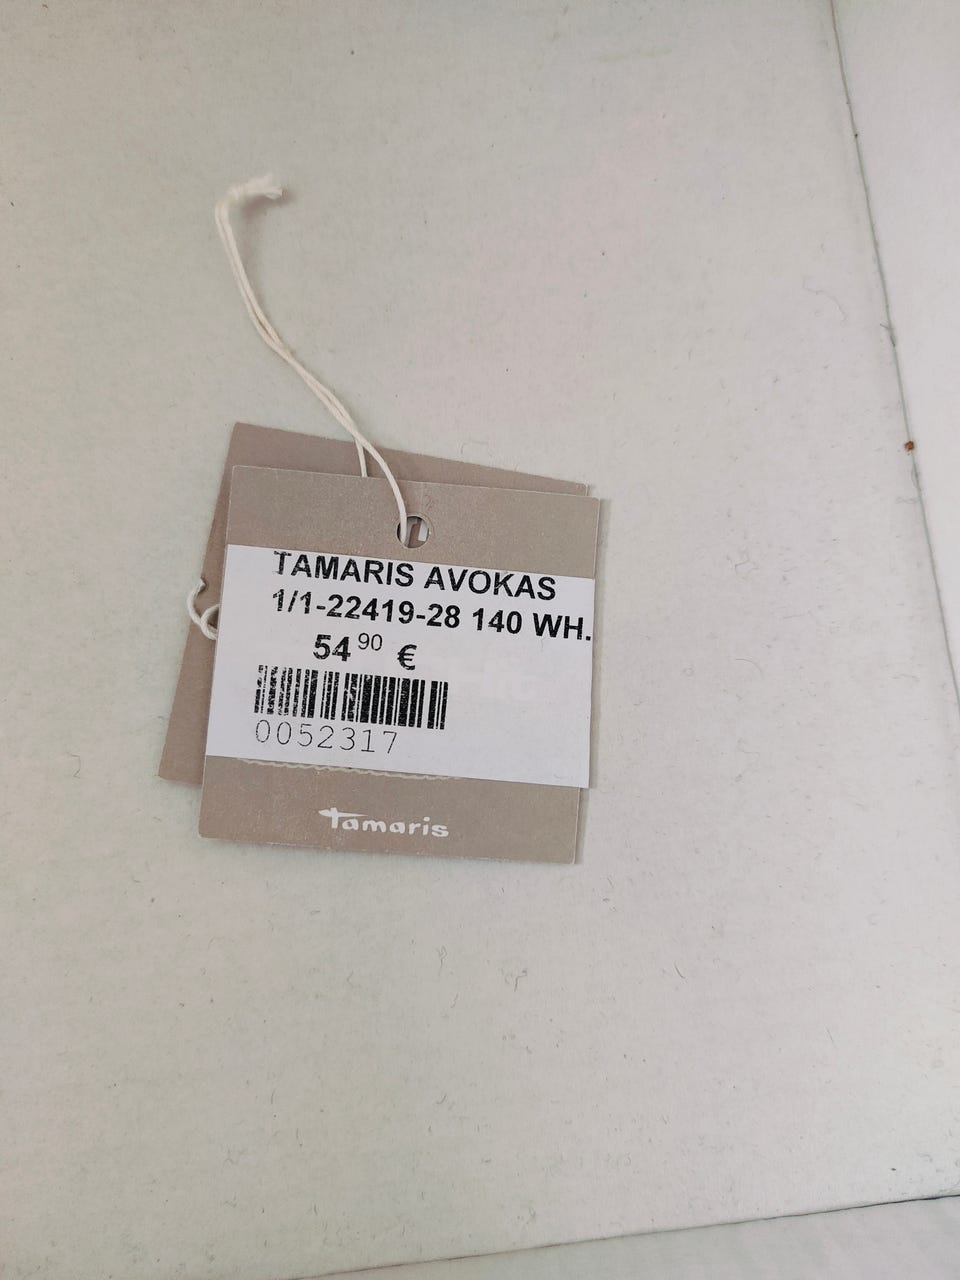 TAMARIS AVOKAS
1/1-22419-28 140 WH.
54 90 €
0052317
Tamaris